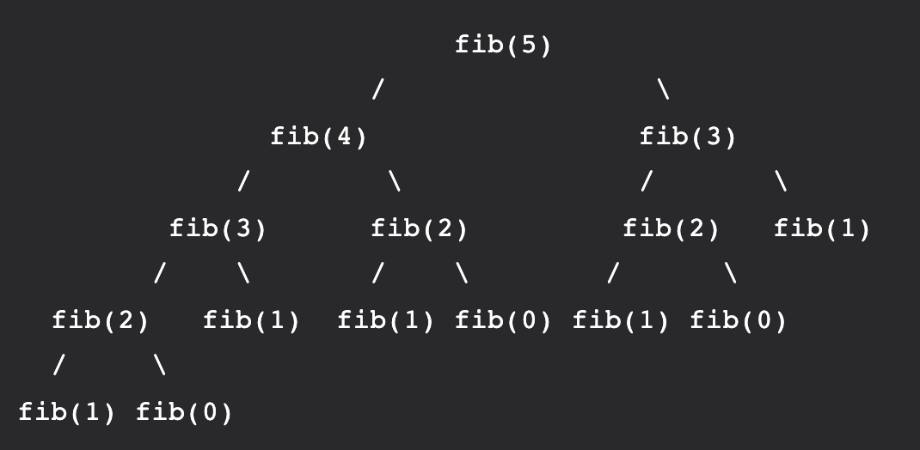 fib(5)
/ \
fib(4) fib(3)
/ \ / \
fib(3) fib(2) fib(2) fib(1)
/ \ / \ / \
fib(2) fib(1) fib(1) fib(0) fib(1) fib(0)
/ \
fib(1) fib(0)